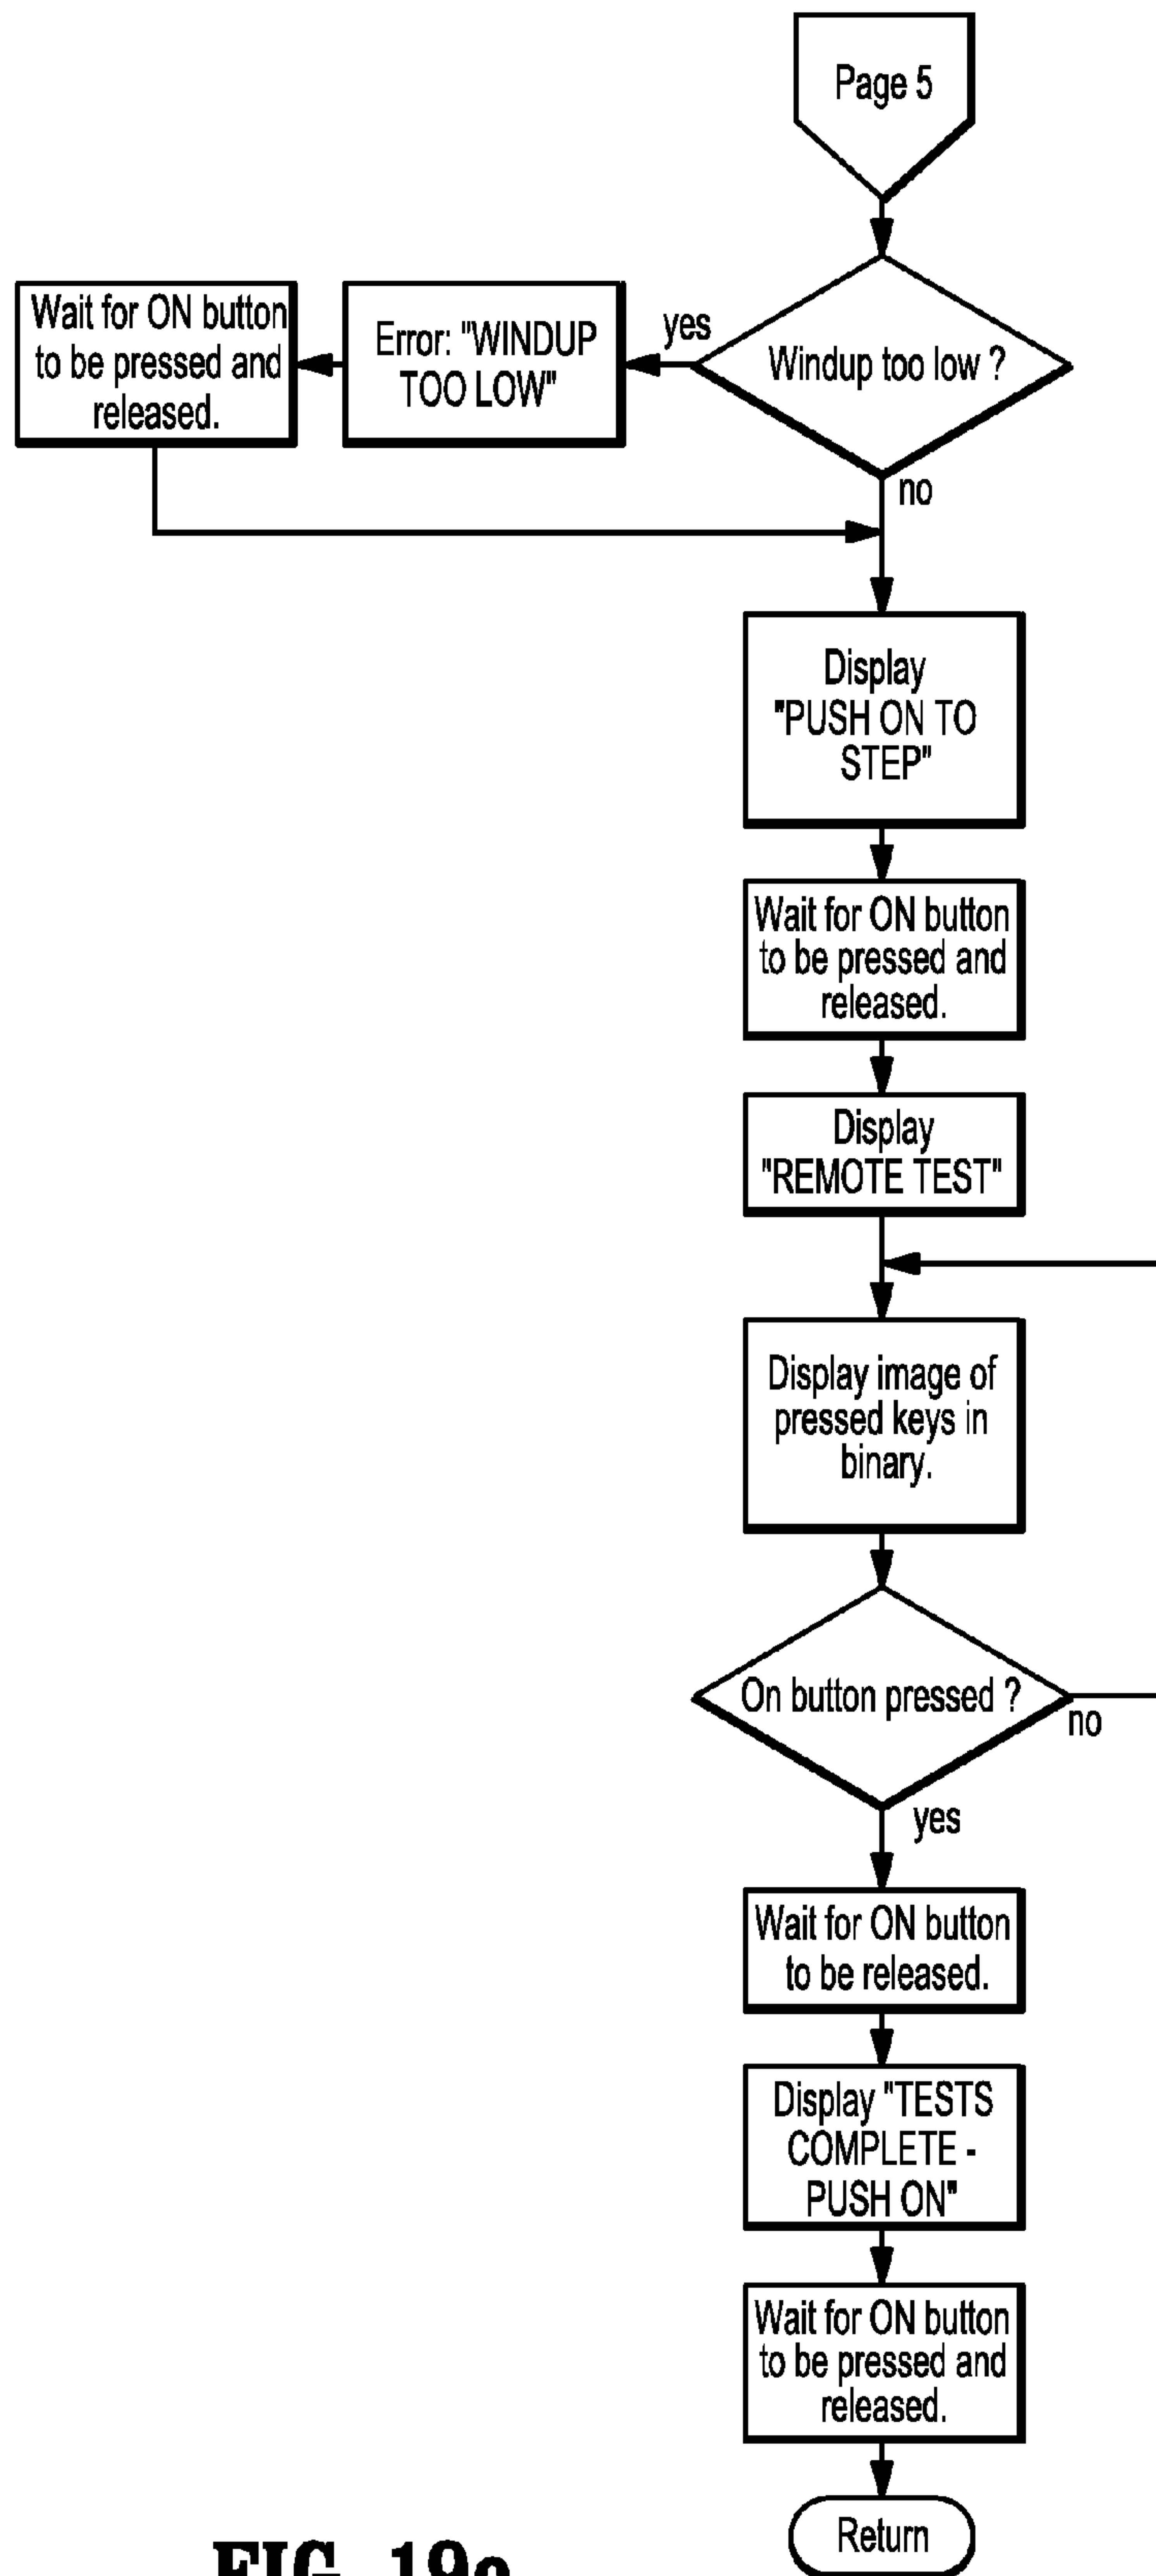 Page 5
Windup too low ?
yes
Error: "WINDUP
TOO LOW"
Wait for ON button
to be pressed and
released.
no
Display
"PUSH ON TO
STEP"
Wait for ON button
to be pressed and
released.
Display
"REMOTE TEST"
Display image of
pressed keys in
binary.
On button pressed ?
no
yes
Wait for ON button
to be released.
Display "TESTS
COMPLETE -
PUSH ON"
Wait for ON button
to be pressed and
released.
Return
FIG. 19